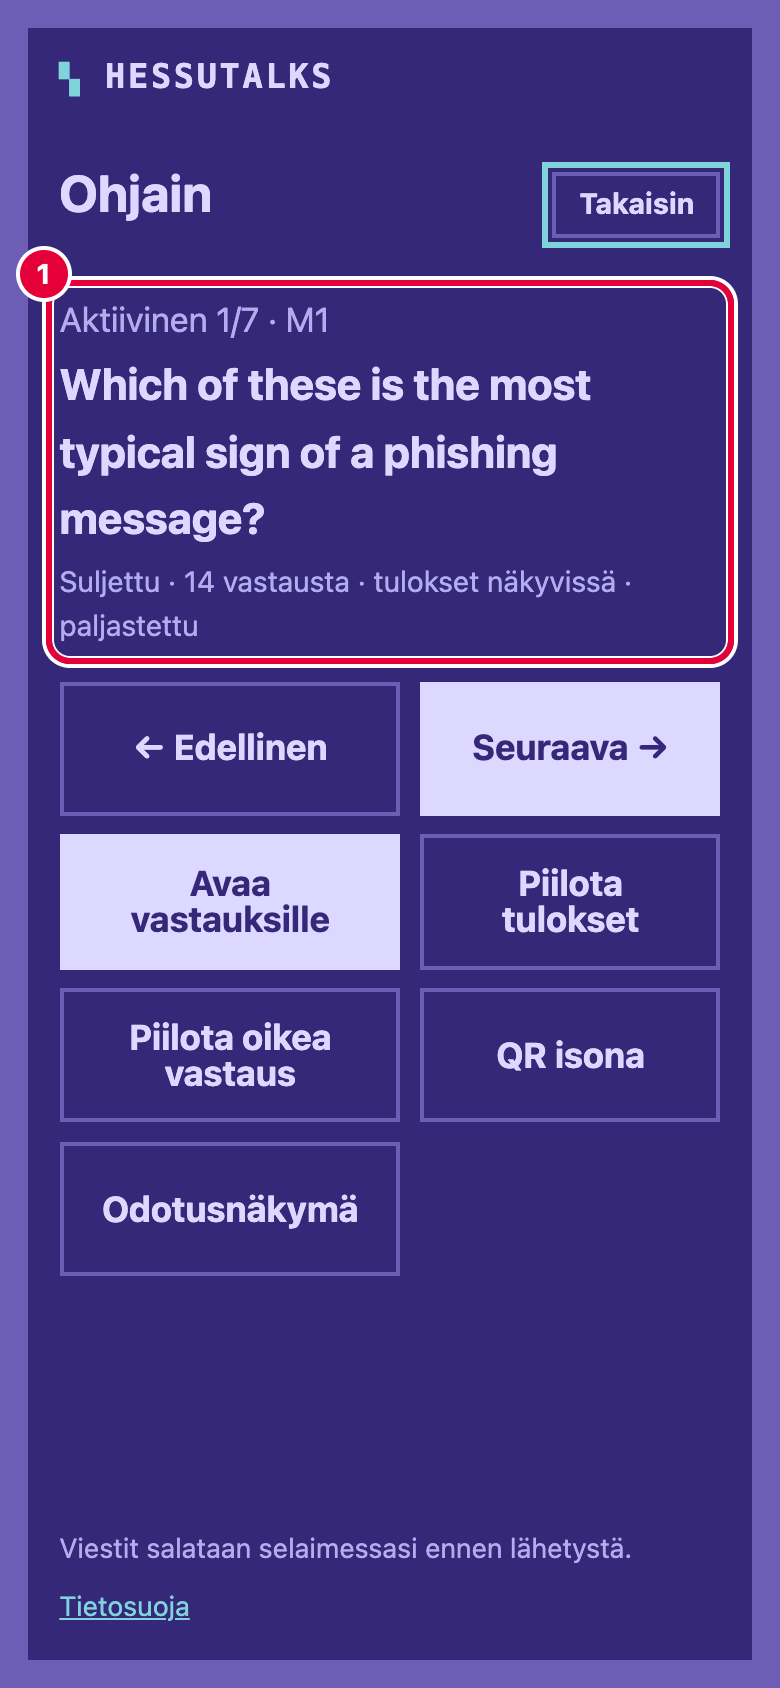 HESSUTALKS
Ohjain
Takaisin
1
Aktiivinen 1/7 · M1
Which of these is the most
typical sign of a phishing
message?
Suljettu · 14 vastausta · tulokset näkyvissä ·
paljastettu
← Edellinen
Seuraava →
Avaa
vastauksille
Piilota
tulokset
Piilota oikea
vastaus
QR isona
Odotusnäkymä
Viestit salataan selaimessasi ennen lähetystä.
Tietosuoja